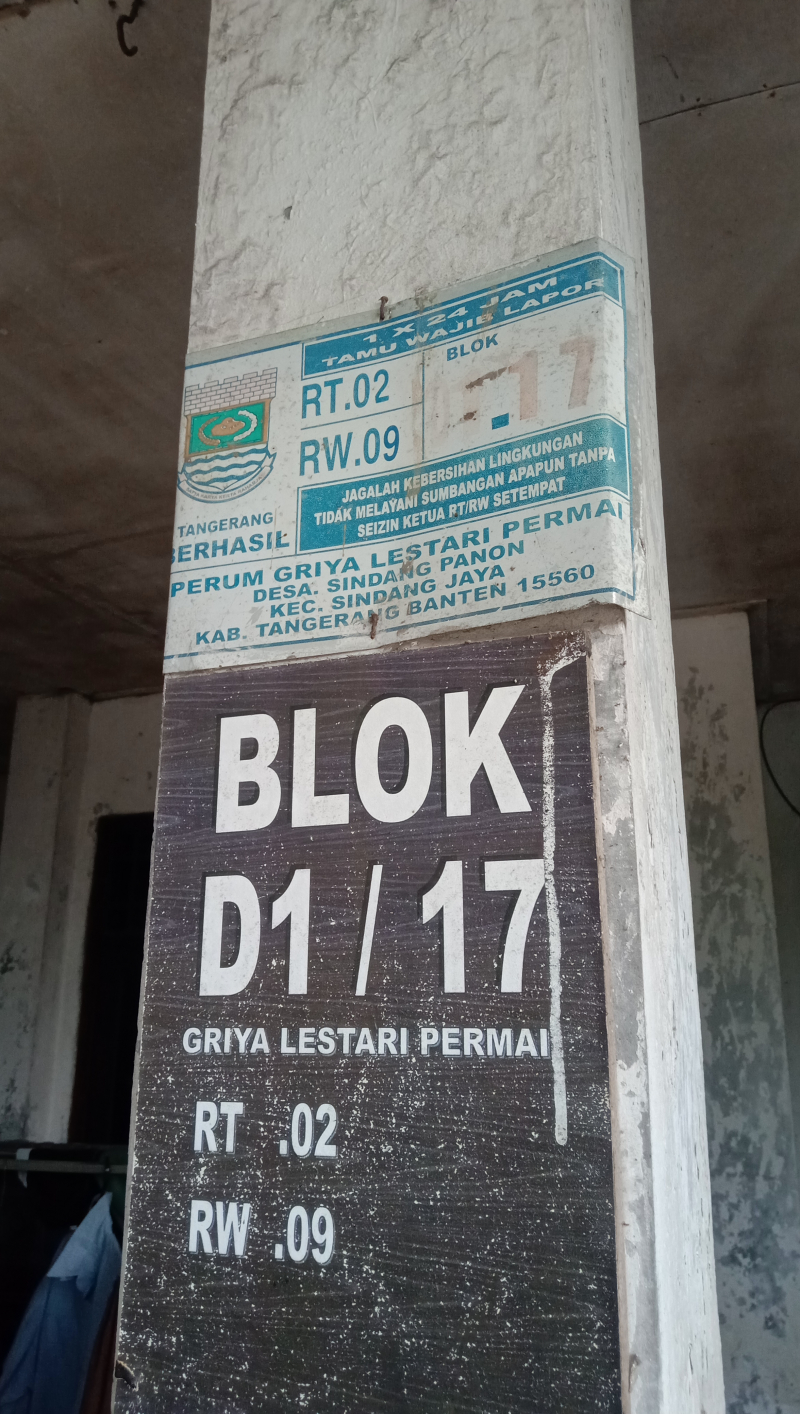 1 X 24 JAM
TAMU WAJIB LAPOR
RT.02
BLOK
.17
RW.09
JAGALAH KEBERSIHAN LINGKUNGAN
TIDAK MELAYANI SUMBANGAN APAPUN TANPA
SEIZIN KETUA RT/RW SETEMPAT
TANGERANG
BERHASIL
PERUM GRIYA LESTARI PERMAI
DESA. SINDANG PANON
KEC. SINDANG JAYA
KAB. TANGERANG BANTEN 15560
BLOK
D1 / 17
GRIYA LESTARI PERMAI
RT .02
RW .09